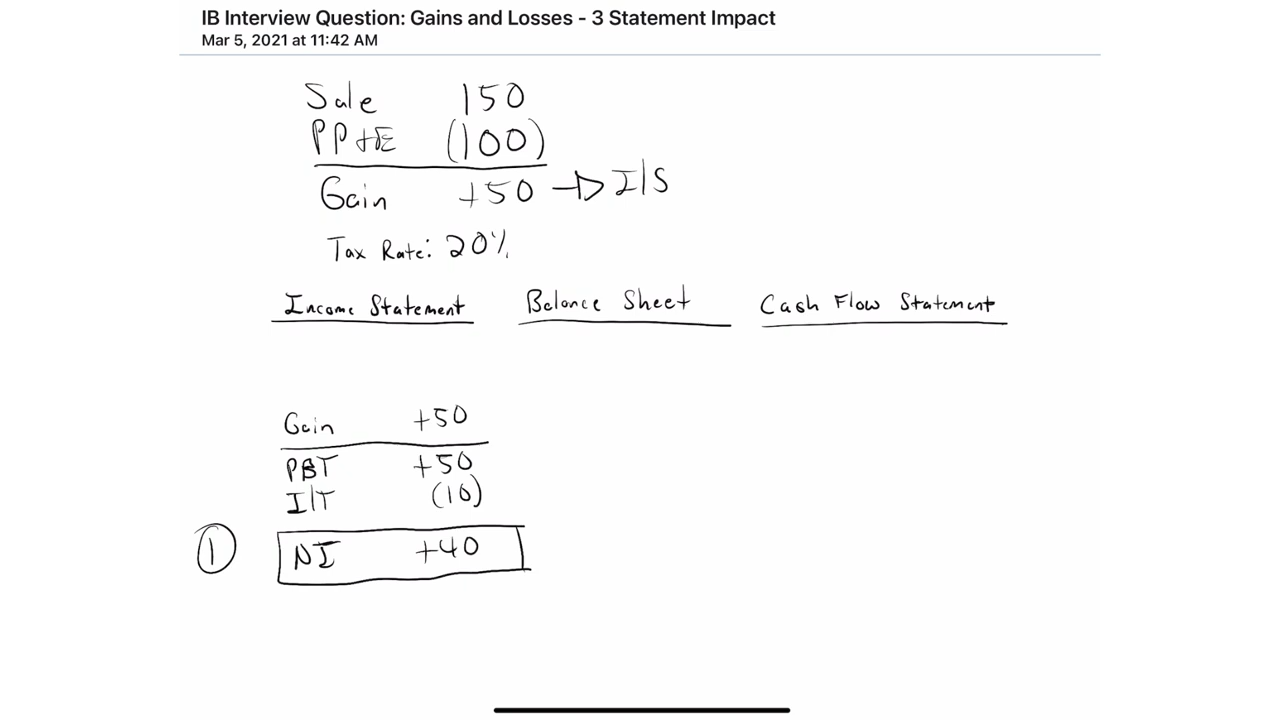 IB Interview Question: Gains and Losses - 3 Statement Impact
Mar 5, 2021 at 11:42 AM
Sale 150
PP+E (100)
Gain +50 → I/S
Tax Rate: 20%
Income Statement Balance Sheet Cash Flow Statement
Gain +50
PBT +50
I/T (10)
① NI +40